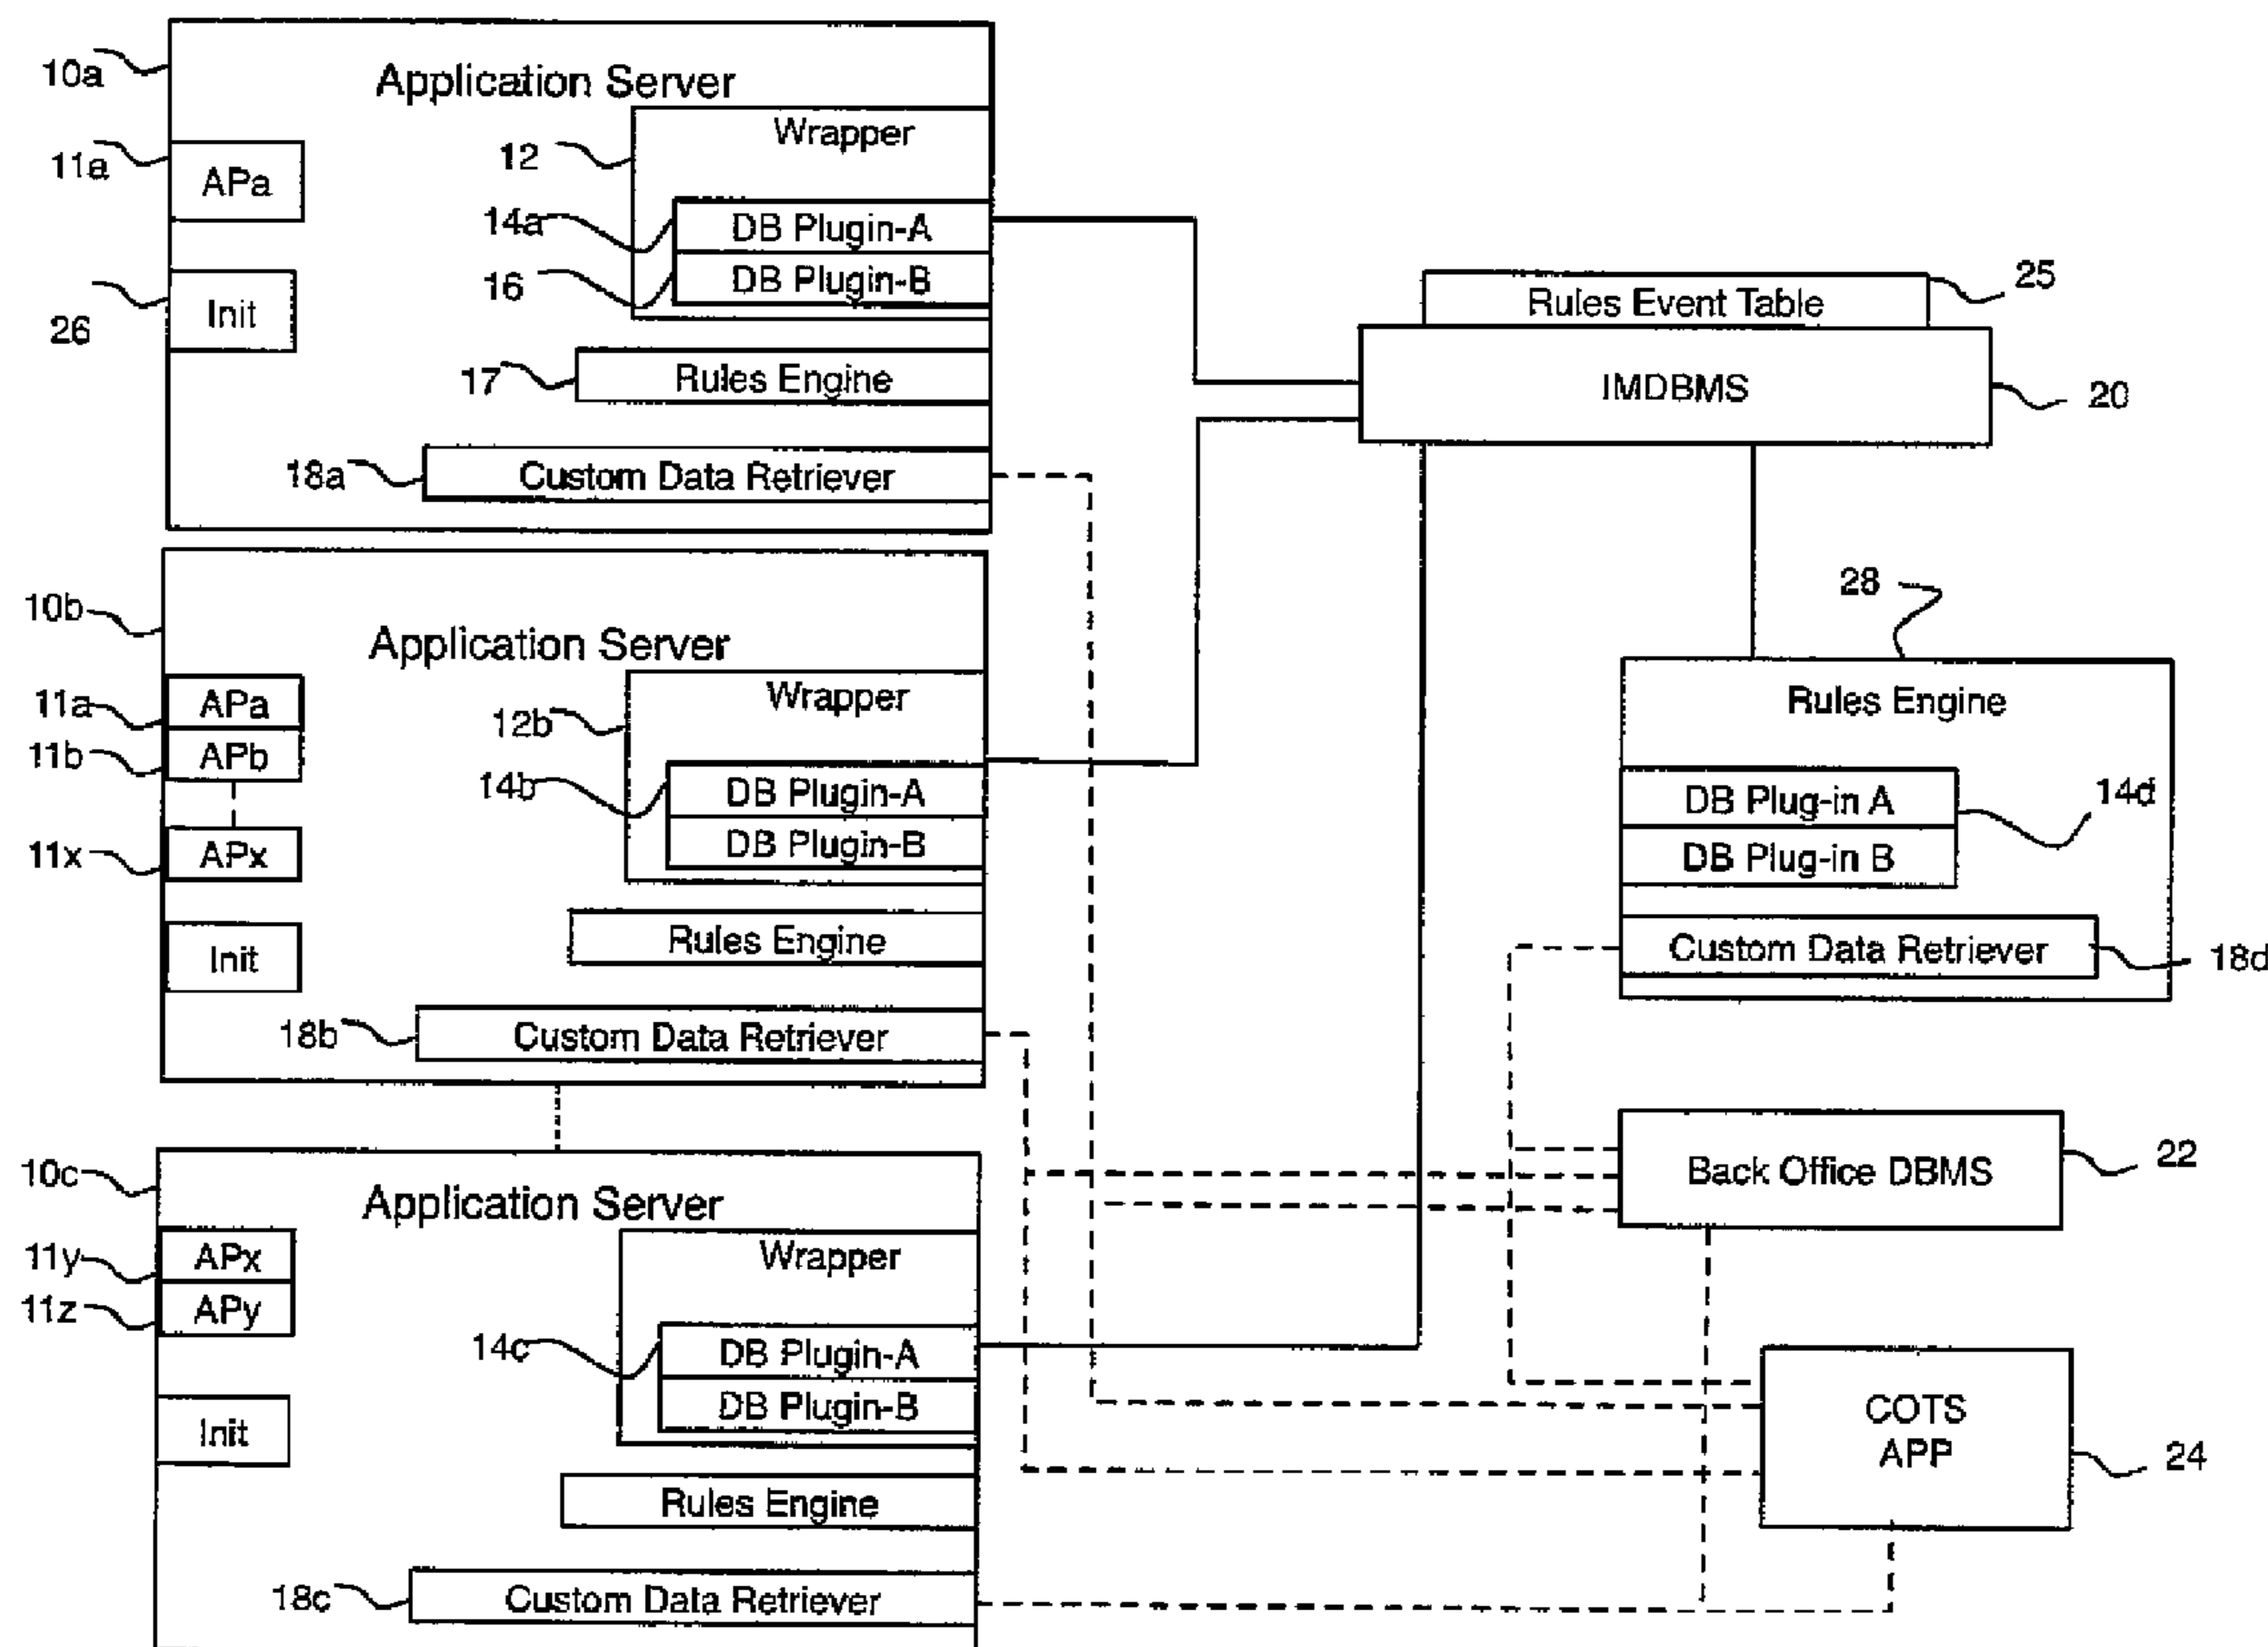 10a
Application Server
11a
APa
12
Wrapper
14a
DB Plugin-A
16
DB Plugin-B
26
Init
17
Rules Engine
18a
Custom Data Retriever
10b
Application Server
11a
APa
11b
APb
11x
APx
12b
Wrapper
14b
DB Plugin-A
DB Plugin-B
Init
Rules Engine
18b
Custom Data Retriever
10c
Application Server
11y
APx
11z
APy
Wrapper
14c
DB Plugin-A
DB Plugin-B
Init
Rules Engine
18c
Custom Data Retriever
Rules Event Table
25
IMDBMS
20
28
Rules Engine
DB Plug-in A
14d
DB Plug-in B
Custom Data Retriever
18d
Back Office DBMS
22
COTS
APP
24